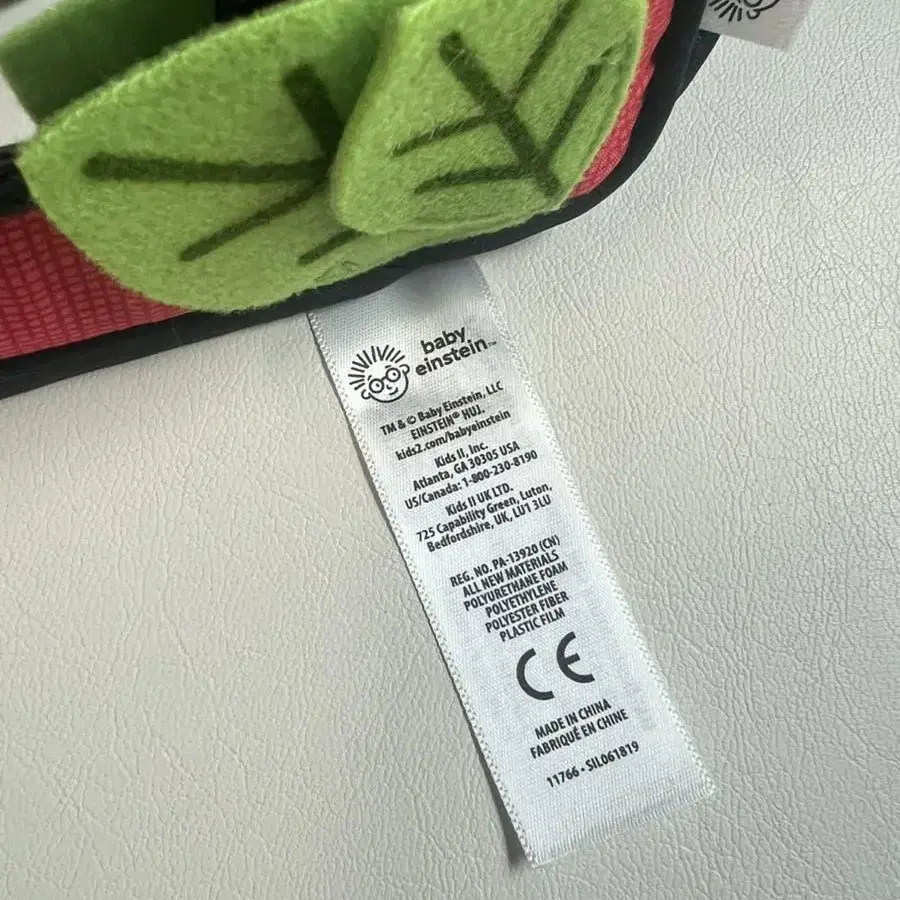 baby
einstein™
TM & © Baby Einstein, LLC
EINSTEIN® HUJ.
kids2.com/babyeinstein
Kids II, Inc.
Atlanta, GA 30305 USA
US/Canada: 1-800-230-8190
Kids II UK LTD.
725 Capability Green, Luton,
Bedfordshire, UK, LU1 3LU
REG. NO. PA-13920 (CN)
ALL NEW MATERIALS
POLYURETHANE FOAM
POLYETHYLENE
POLYESTER FIBER
PLASTIC FILM
CE
MADE IN CHINA
FABRIQUÉ EN CHINE
11766 - SIL061819